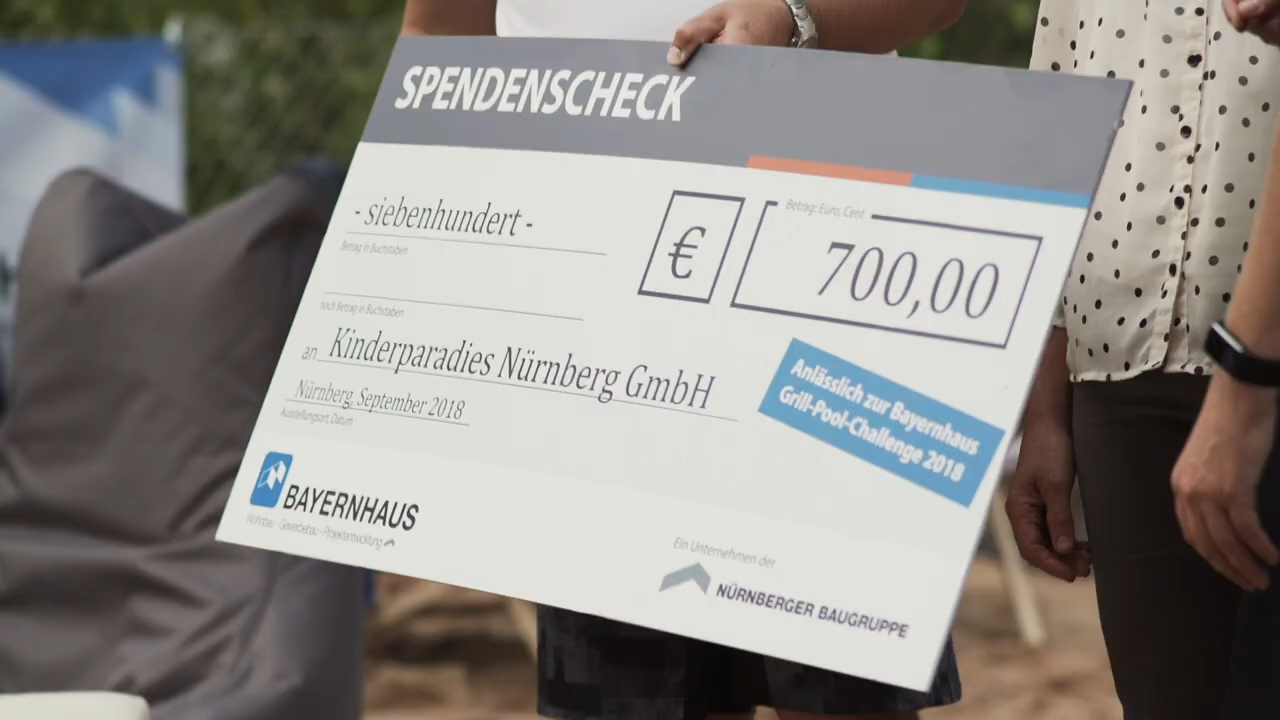 SPENDENSCHECK
- siebenhundert -
Betrag in Buchstaben
€
Betrag: Euro, Cent
700,00
noch Betrag in Buchstaben
an Kinderparadies Nürnberg GmbH
Nürnberg, September 2018
Ausstellungsort, Datum
Anlässlich zur Bayernhaus
Grill-Pool-Challenge 2018
BAYERNHAUS
Wohnbau · Gewerbebau · Projektentwicklung
Ein Unternehmen der
NÜRNBERGER BAUGRUPPE